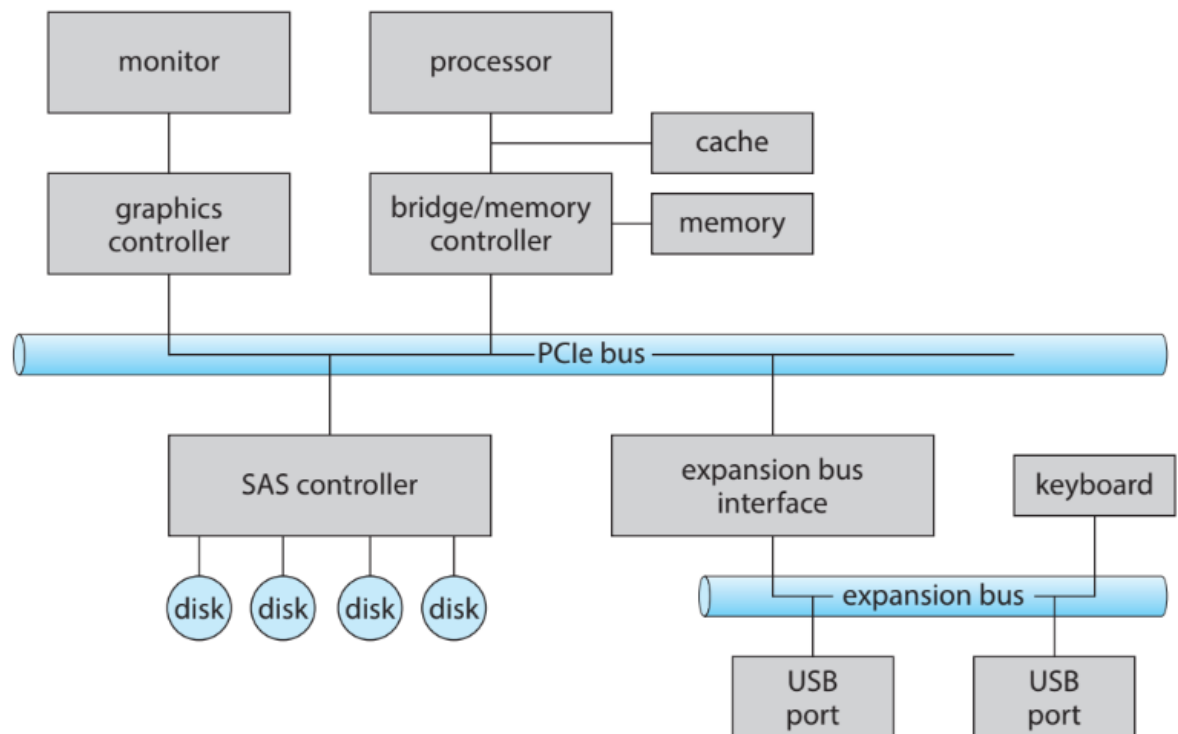 monitor
processor
cache
graphics
controller
bridge/memory
controller
memory
PCIe bus
SAS controller
expansion bus
interface
keyboard
disk
disk
disk
disk
expansion bus
USB
port
USB
port